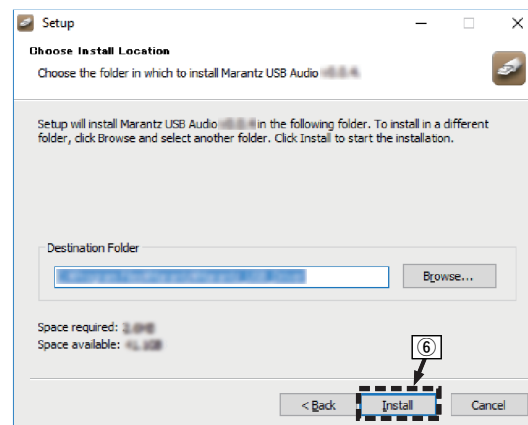 Setup
Choose Install Location
Choose the folder in which to install Marantz USB Audio
Setup will install Marantz USB Audio in the following folder. To install in a different
folder, click Browse and select another folder. Click Install to start the installation.
Destination Folder
Browse...
Space required:
Space available:
⑥
< Back Install Cancel